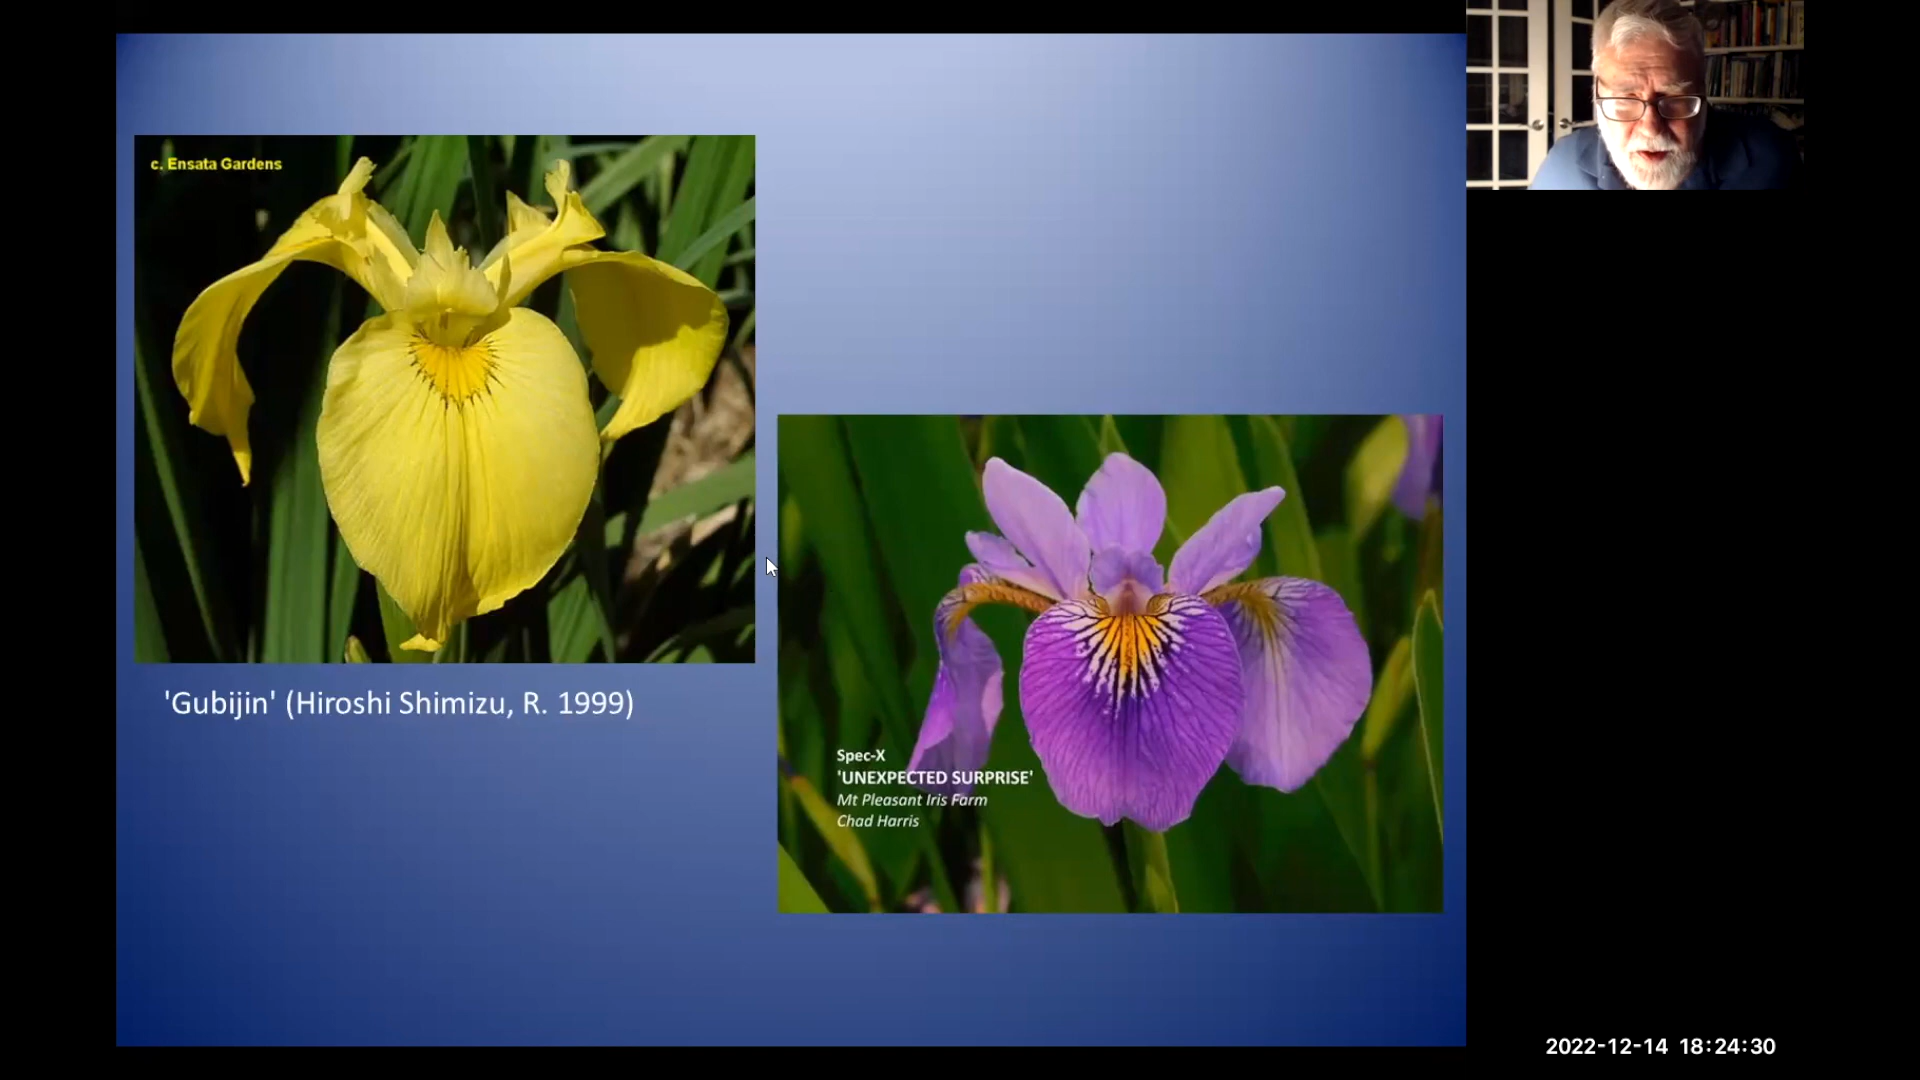 c. Ensata Gardens
'Gubijin' (Hiroshi Shimizu, R. 1999)
Spec-X
'UNEXPECTED SURPRISE'
Mt Pleasant Iris Farm
Chad Harris
2022-12-14 18:24:30